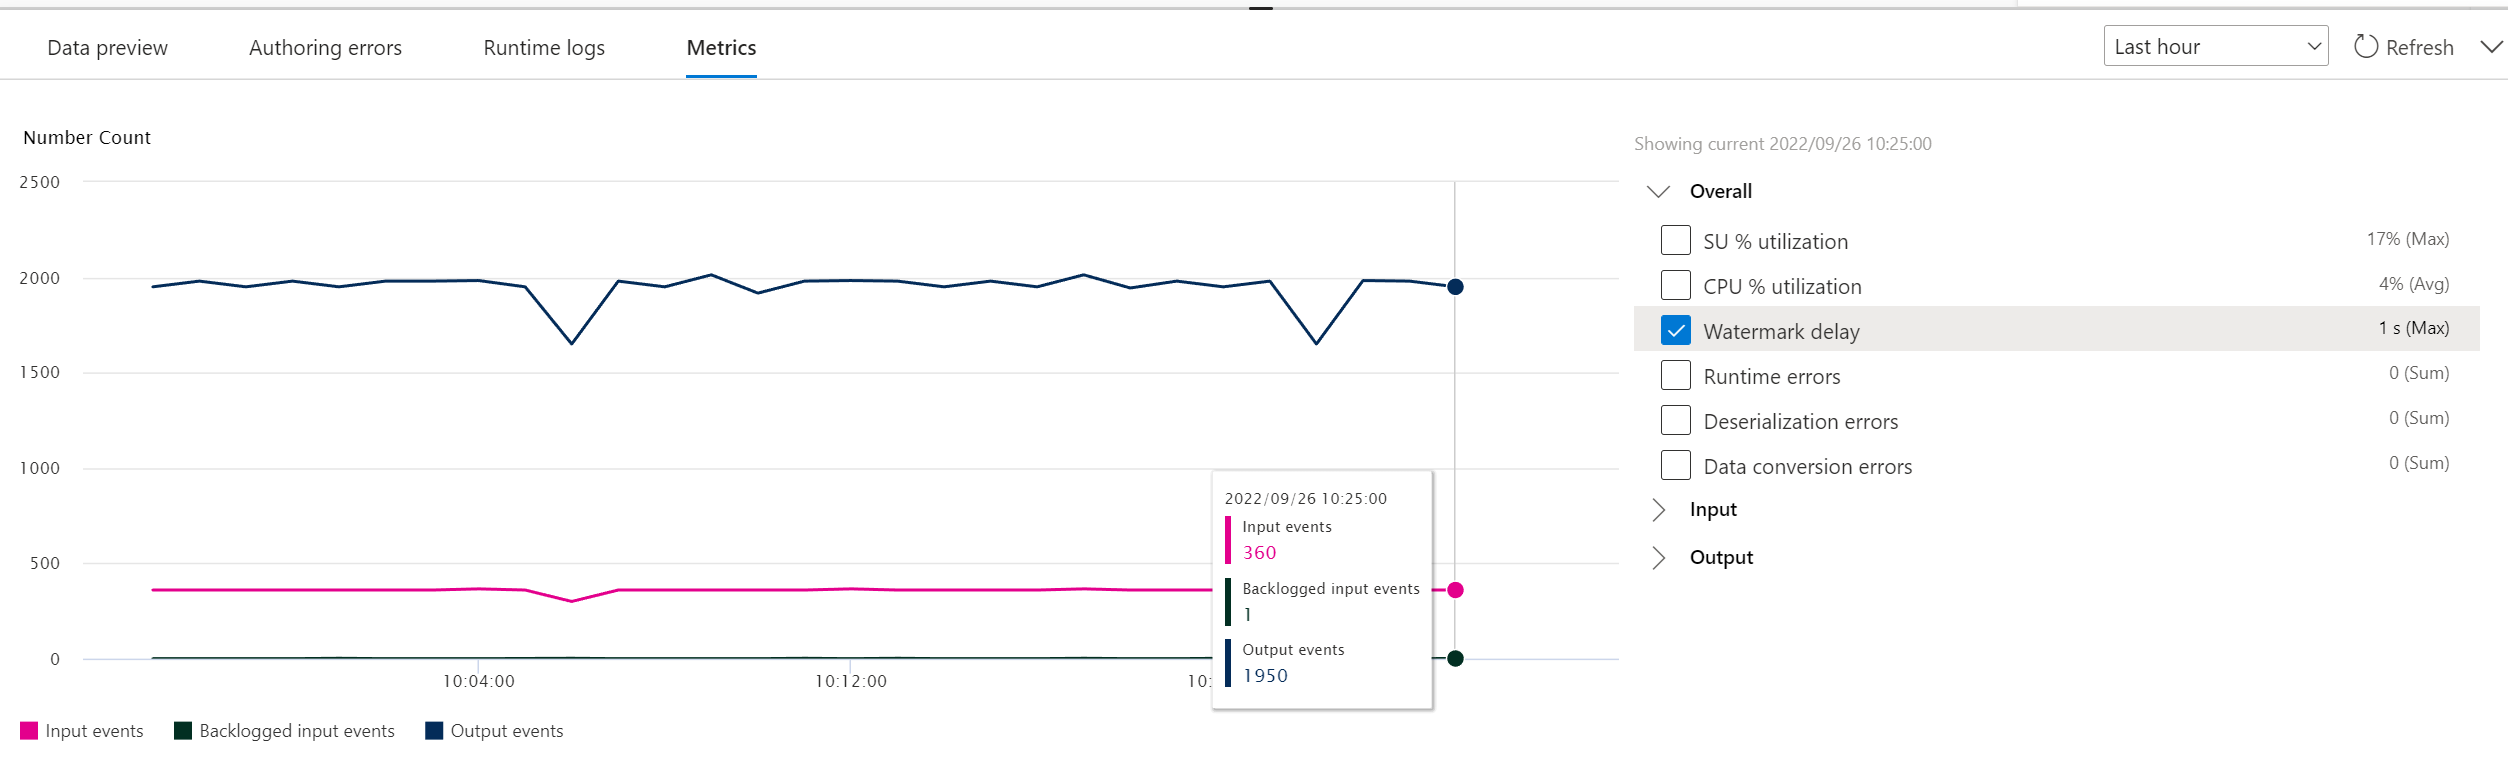 Data preview Authoring errors Runtime logs Metrics Last hour Refresh
Number Count
2500
2000
1500
1000
500
0
10:04:00 10:12:00 10:
2022/09/26 10:25:00
Input events
360
Backlogged input events
1
Output events
1950
Input events Backlogged input events Output events
Showing current 2022/09/26 10:25:00
Overall
SU % utilization 17% (Max)
CPU % utilization 4% (Avg)
Watermark delay 1 s (Max)
Runtime errors 0 (Sum)
Deserialization errors 0 (Sum)
Data conversion errors 0 (Sum)
Input
Output